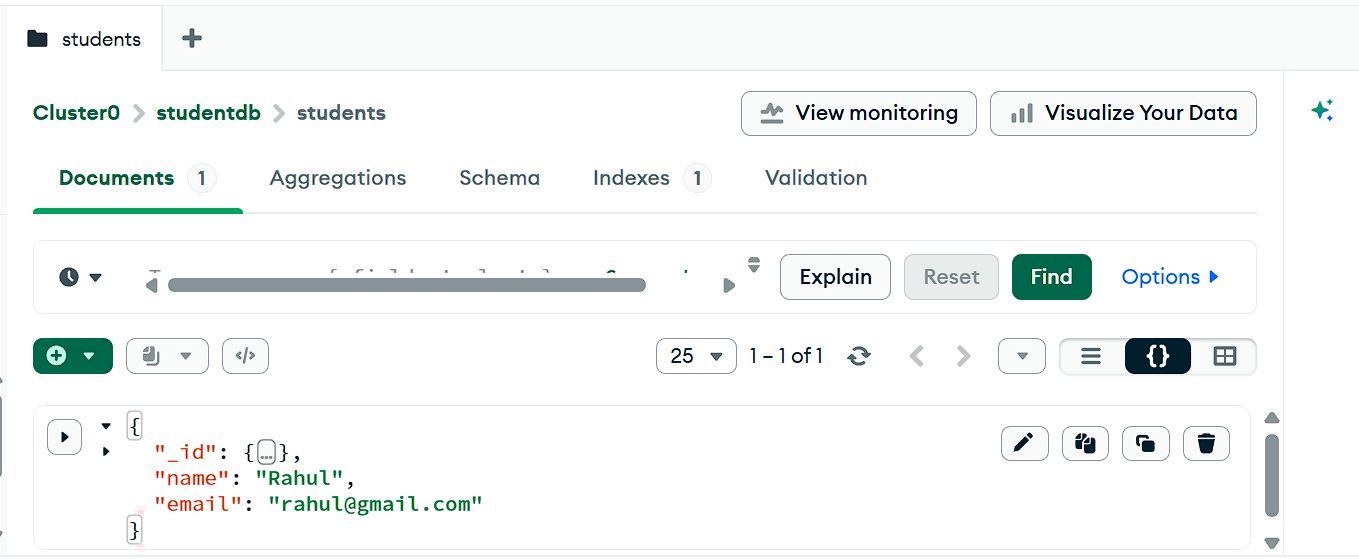 students
Cluster0 > studentdb > students
View monitoring
Visualize Your Data
Documents 1
Aggregations
Schema
Indexes 1
Validation
Explain
Reset
Find
Options
25
1 – 1 of 1
{
"_id": {…},
"name": "Rahul",
"email": "rahul@gmail.com"
}